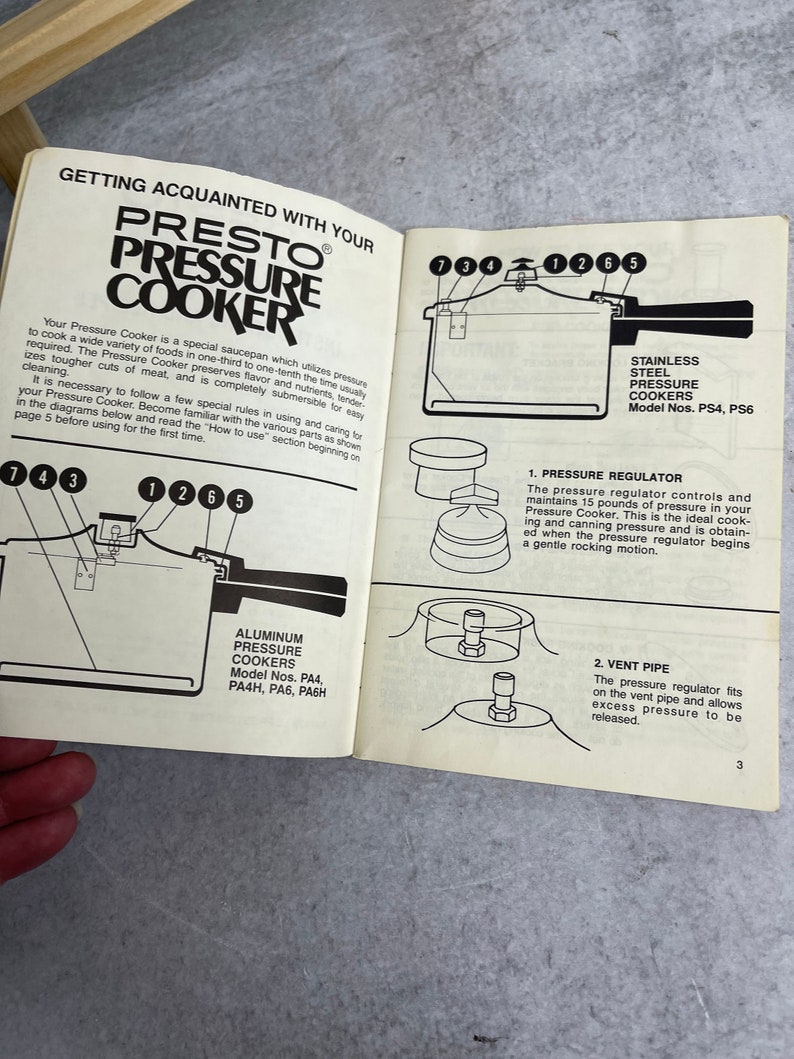 GETTING ACQUAINTED WITH YOUR
PRESTO®
PRESSURE
COOKER
Your Pressure Cooker is a special saucepan which utilizes pressure
to cook a wide variety of foods in one-third to one-tenth the time usually
required. The Pressure Cooker preserves flavor and nutrients, tender-
izes tougher cuts of meat, and is completely submersible for easy
cleaning.
It is necessary to follow a few special rules in using and caring for
your Pressure Cooker. Become familiar with the various parts as shown
in the diagrams below and read the "How to use" section beginning on
page 5 before using for the first time.
7 4 3 1 2 6 5
ALUMINUM
PRESSURE
COOKERS
Model Nos. PA4,
PA4H, PA6, PA6H
7 3 4 1 2 6 5
STAINLESS
STEEL
PRESSURE
COOKERS
Model Nos. PS4, PS6
1. PRESSURE REGULATOR
The pressure regulator controls and
maintains 15 pounds of pressure in your
Pressure Cooker. This is the ideal cook-
ing and canning pressure and is obtain-
ed when the pressure regulator begins
a gentle rocking motion.
2. VENT PIPE
The pressure regulator fits
on the vent pipe and allows
excess pressure to be
released.
3